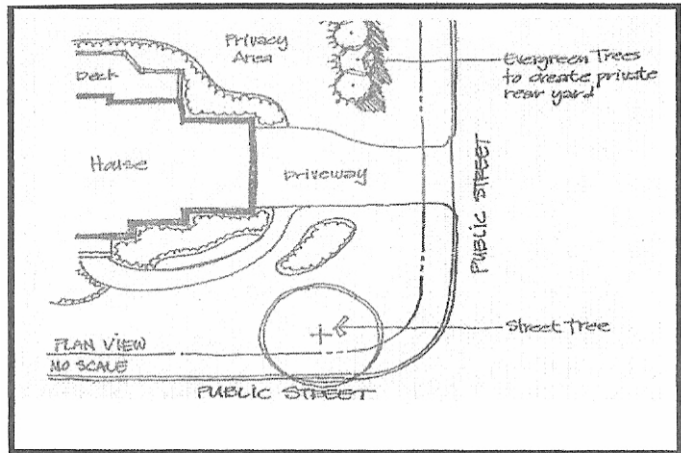 Privacy
Area
Deck
Evergreen Trees
to create private
rear yard
House
Driveway
PUBLIC STREET
Street Tree
PLAN VIEW
NO SCALE
PUBLIC STREET